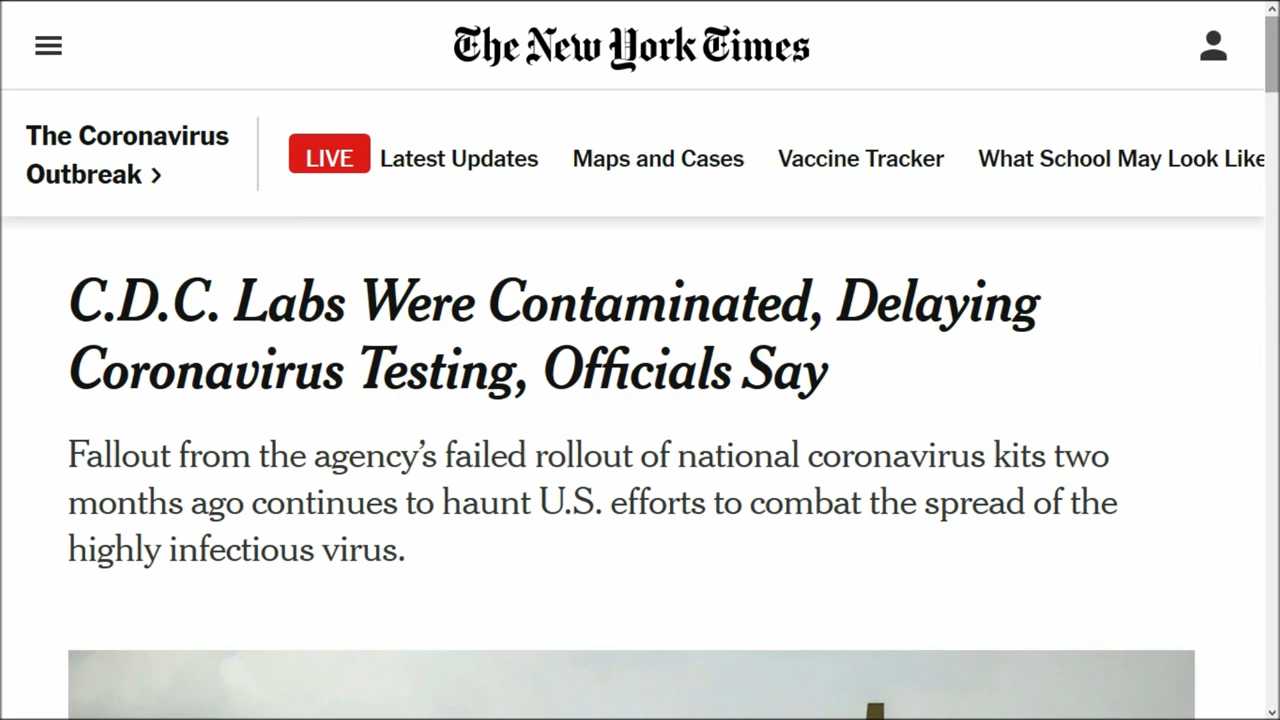 The New York Times
The Coronavirus
Outbreak >
LIVE Latest Updates Maps and Cases Vaccine Tracker What School May Look Like
C.D.C. Labs Were Contaminated, Delaying
Coronavirus Testing, Officials Say
Fallout from the agency’s failed rollout of national coronavirus kits two
months ago continues to haunt U.S. efforts to combat the spread of the
highly infectious virus.